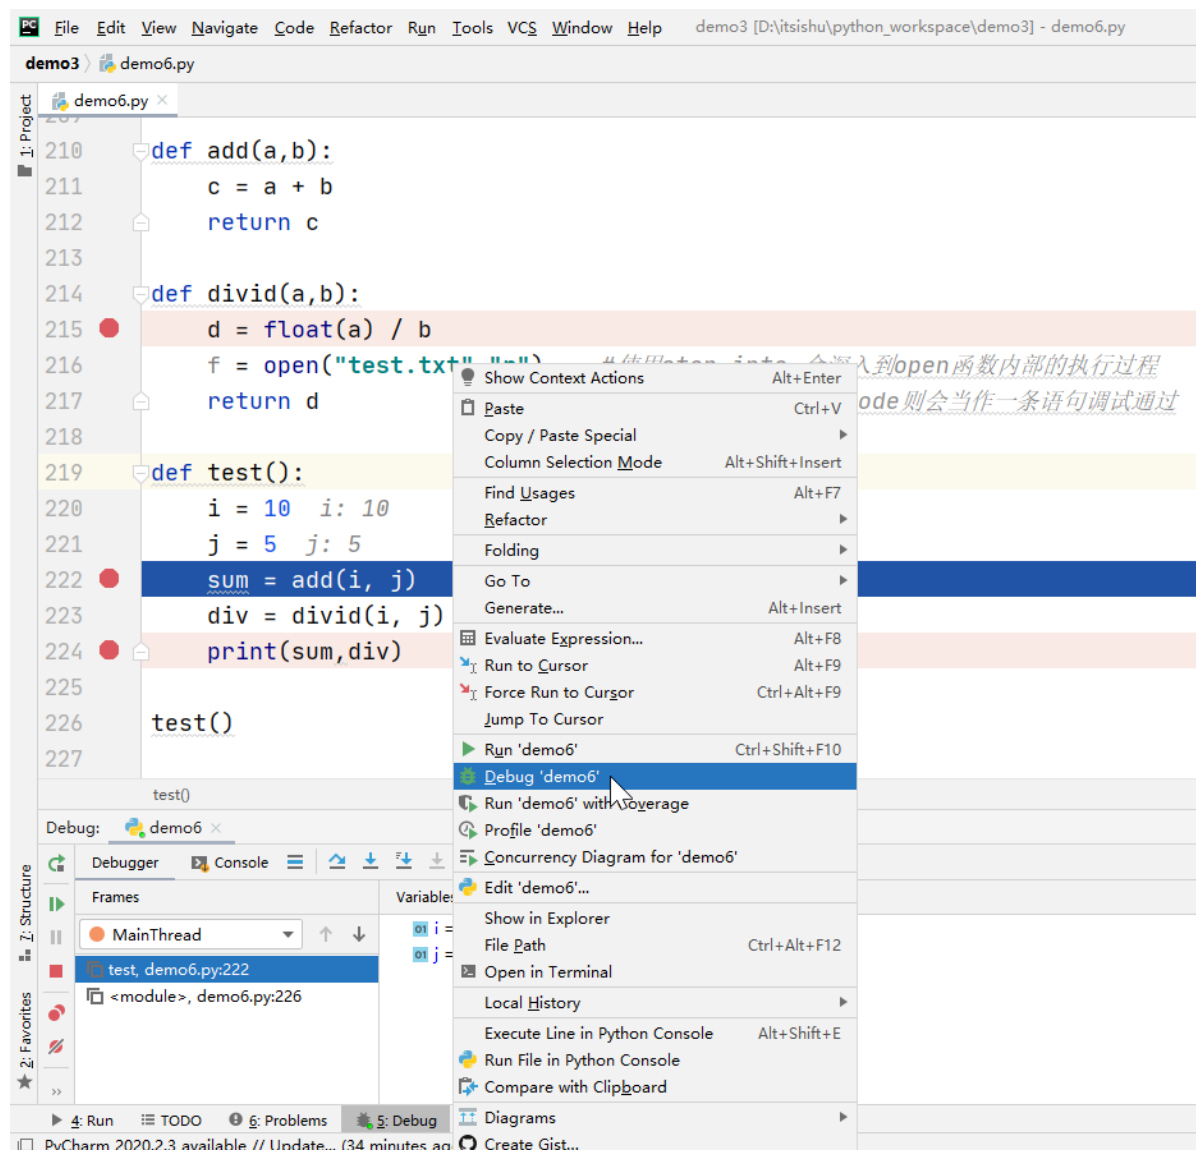 PC File Edit View Navigate Code Refactor Run Tools VCS Window Help demo3 [D:\itsishu\python_workspace\demo3] - demo6.py
demo3 demo6.py
1: Project
demo6.py
210 def add(a,b):
211 c = a + b
212 return c
213
214 def divid(a,b):
215 d = float(a) / b
216 f = open("test.txt" 入到open函数内部的执行过程
217 return d ode则会当作一条语句调试通过
218
219 def test():
220 i = 10 i: 10
221 j = 5 j: 5
222 sum = add(i, j)
223 div = divid(i, j)
224 print(sum,div)
225
226 test()
227
test()
Show Context Actions Alt+Enter
Paste Ctrl+V
Copy / Paste Special
Column Selection Mode Alt+Shift+Insert
Find Usages Alt+F7
Refactor
Folding
Go To
Generate... Alt+Insert
Evaluate Expression... Alt+F8
Run to Cursor Alt+F9
Force Run to Cursor Ctrl+Alt+F9
Jump To Cursor
Run 'demo6' Ctrl+Shift+F10
Debug 'demo6'
Run 'demo6' with Coverage
Profile 'demo6'
Concurrency Diagram for 'demo6'
Edit 'demo6'...
Show in Explorer
File Path Ctrl+Alt+F12
Open in Terminal
Local History
Execute Line in Python Console Alt+Shift+E
Run File in Python Console
Compare with Clipboard
Diagrams
Create Gist...
Debug: demo6
Debugger Console
Frames Variables
MainThread
01 i =
01 j =
test, demo6.py:222
<module>, demo6.py:226
7: Structure
2: Favorites
4: Run TODO 6: Problems 5: Debug
PyCharm 2020.2.3 available // Update... (34 minutes ag